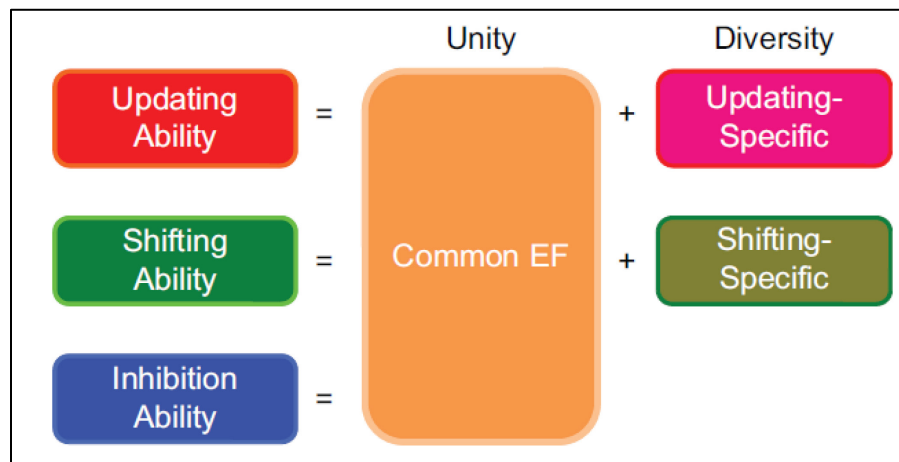 Unity Diversity
Updating
Ability
=
+
Updating-
Specific
Shifting
Ability
=
Common EF
+
Shifting-
Specific
Inhibition
Ability
=